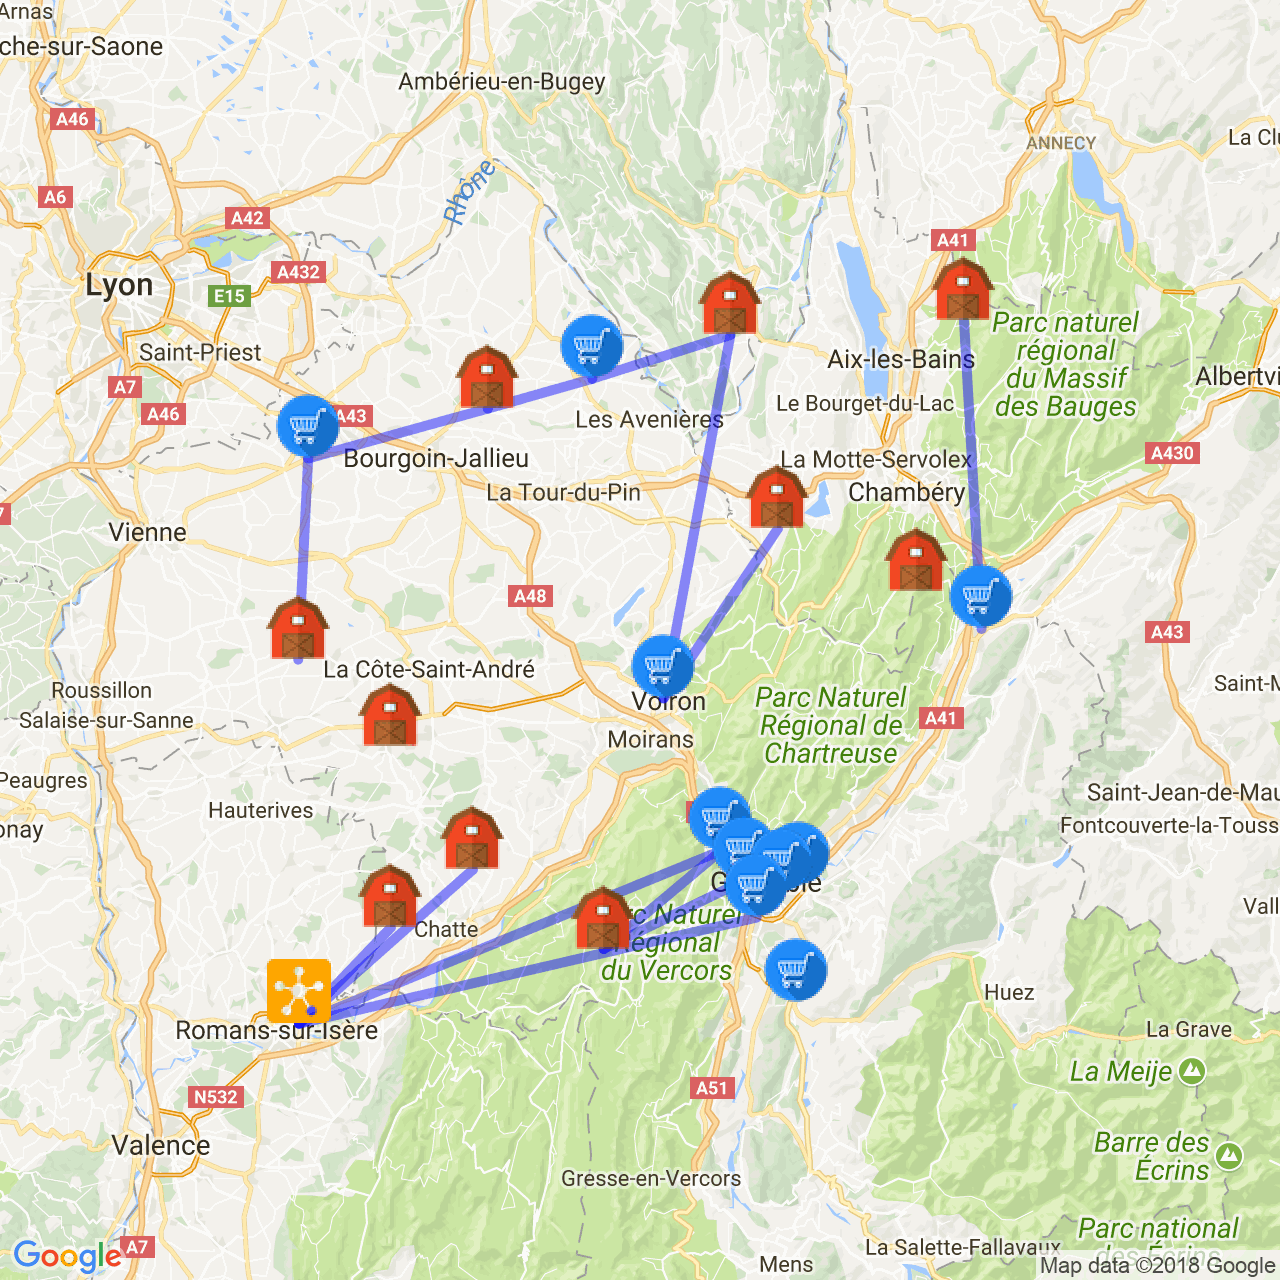 Arnas
che-sur-Saone
Ambérieu-en-Bugey
A46
ANNECY
La Clu
A6
Rhône
A42
A41
Lyon
A432
E15
Parc naturel
régional
du Massif
des Bauges
Saint-Priest
Aix-les-Bains
Albertvi
A7
A46
A43
Le Bourget-du-Lac
Les Avenières
Bourgoin-Jallieu
La Motte-Servolex
A430
La Tour-du-Pin
Chambéry
7
Vienne
A48
A43
La Côte-Saint-André
Roussillon
Saint-M
Salaise-sur-Sanne
Voiron
Parc Naturel
Régional de
Chartreuse
A41
Moirans
Peaugres
Saint-Jean-de-Mau
Hauterives
onay
Fontcouverte-la-Touss
G
ble
Chatte
rc Naturel
Régional
du Vercors
Vall
Huez
Romans-sur-Isère
La Grave
La Meije
A51
N532
Valence
Barre des
Écrins
Gresse-en-Vercors
Parc national
des Écrins
Google
A7
La Salette-Fallavaux
Mens
Map data ©2018 Google